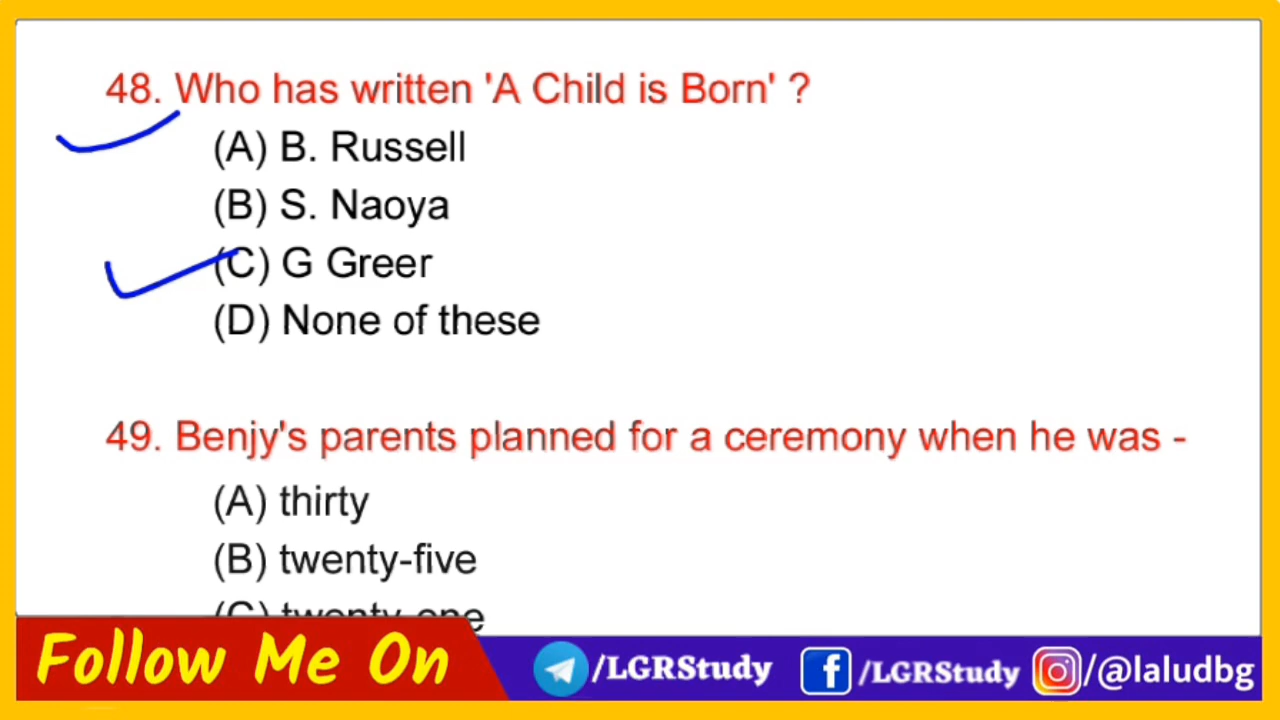 48. Who has written 'A Child is Born' ?
(A) B. Russell
(B) S. Naoya
(C) G Greer
(D) None of these
49. Benjy's parents planned for a ceremony when he was -
(A) thirty
(B) twenty-five
(C) twenty-one
Follow Me On
/LGRStudy
/LGRStudy
/@laludbg